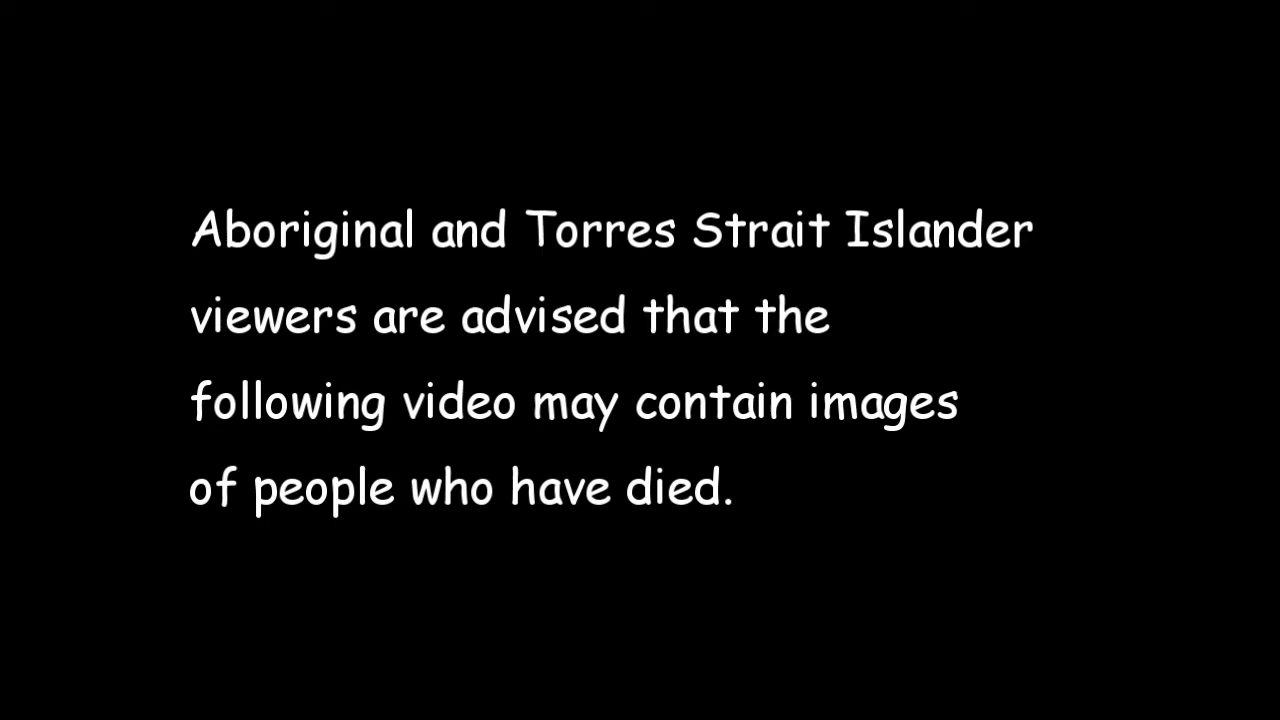 Aboriginal and Torres Strait Islander
viewers are advised that the
following video may contain images
of people who have died.